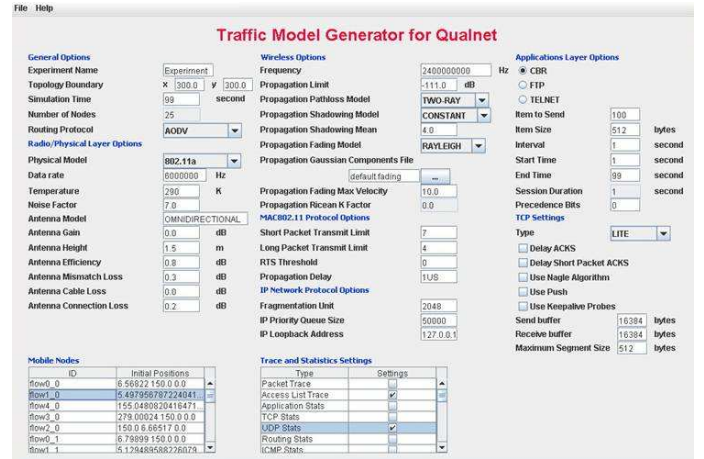 File Help
Traffic Model Generator for Qualnet
General Options
Experiment Name Experiment
Topology Boundary x 300.0 y 300.0
Simulation Time 99 second
Number of Nodes 25
Routing Protocol AODV
Radio/Physical Layer Options
Physical Model 802.11a
Data rate 6000000 Hz
Temperature 290 K
Noise Factor 7.0
Antenna Model OMNIDIRECTIONAL
Antenna Gain 0.0 dB
Antenna Height 1.5 m
Antenna Efficiency 0.8 dB
Antenna Mismatch Loss 0.3 dB
Antenna Cable Loss 0.0 dB
Antenna Connection Loss 0.2 dB
Wireless Options
Frequency 2400000000 Hz
Propagation Limit -111.0 dB
Propagation Pathloss Model TWO-RAY
Propagation Shadowing Model CONSTANT
Propagation Shadowing Mean 4.0
Propagation Fading Model RAYLEIGH
Propagation Gaussian Components File
default.fading ...
Propagation Fading Max Velocity 10.0
Propagation Ricean K Factor 0.0
MAC802.11 Protocol Options
Short Packet Transmit Limit 7
Long Packet Transmit Limit 4
RTS Threshold 0
Propagation Delay 1US
IP Network Protocol Options
Fragmentation Unit 2048
IP Priority Queue Size 50000
IP Loopback Address 127.0.0.1
Applications Layer Options
CBR
FTP
TELNET
Item to Send 100
Item Size 512 bytes
Interval 1 second
Start Time 1 second
End Time 99 second
Session Duration 1 second
Precedence Bits 0
TCP Settings
Type LITE
Delay ACKS
Delay Short Packet ACKS
Use Nagle Algorithm
Use Push
Use Keepalive Probes
Send buffer 16384 bytes
Receive buffer 16384 bytes
Maximum Segment Size 512 bytes
Mobile Nodes
ID Initial Positions
flow0_0 6.56822 150.0 0.0
flow1_0 5.497956787224041...
flow4_0 155.0480820416471...
flow3_0 279.00024 150.0 0.0
flow2_0 150.0 6.66517 0.0
flow0_1 6.79899 150.0 0.0
flow1_1 5.129489588226079...
Trace and Statistics Settings
Type Settings
Packet Trace
Access List Trace
Application Stats
TCP Stats
UDP Stats
Routing Stats
ICMP Stats